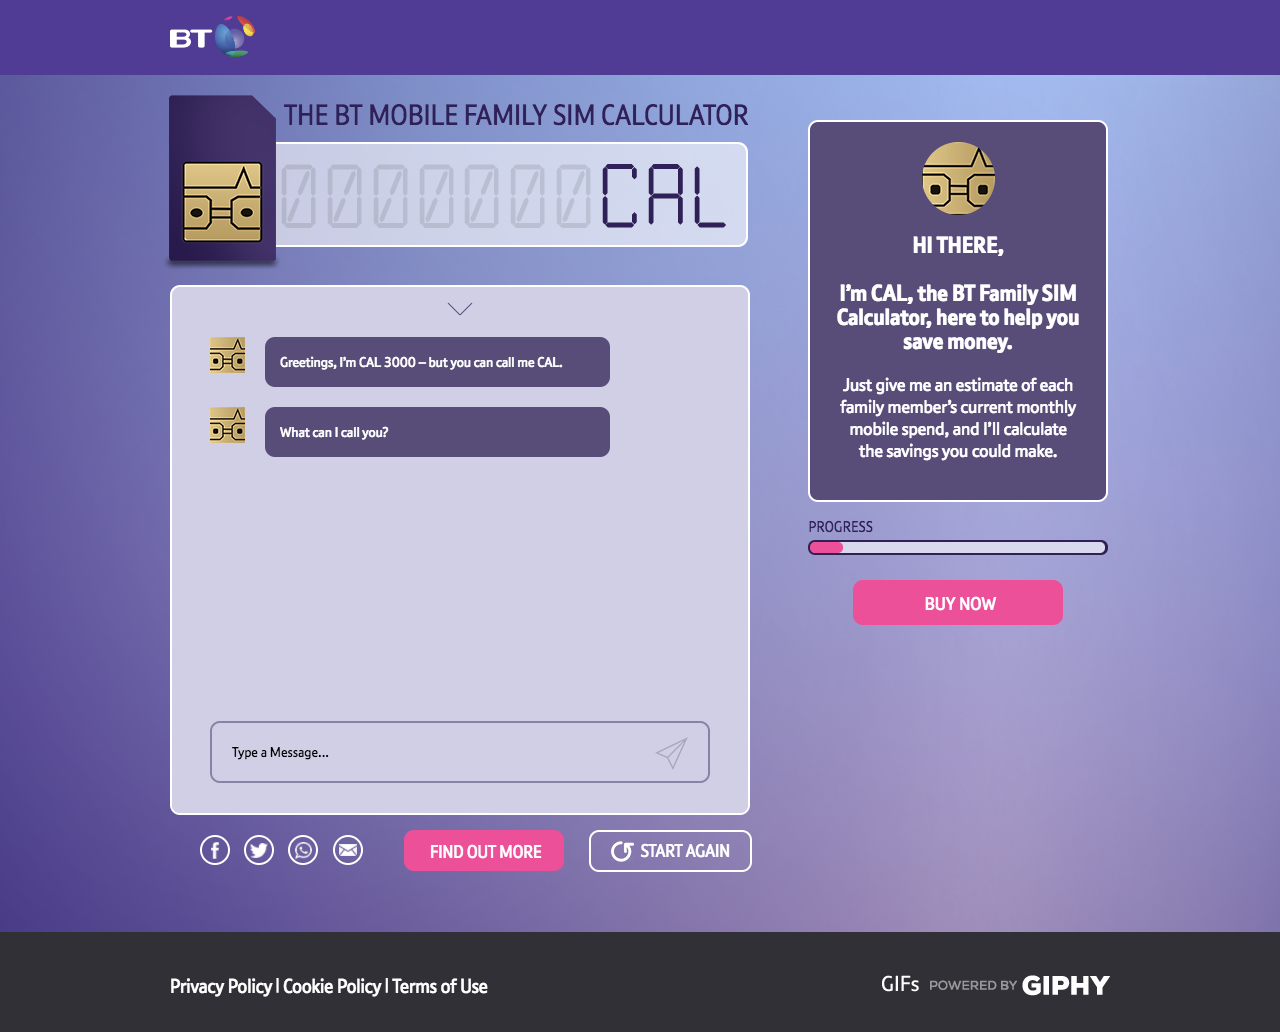 BT
THE BT MOBILE FAMILY SIM CALCULATOR
CAL
Greetings, I'm CAL 3000 – but you can call me CAL.
What can I call you?
Type a Message...
FIND OUT MORE
START AGAIN
HI THERE,
I'm CAL, the BT Family SIM
Calculator, here to help you
save money.
Just give me an estimate of each
family member's current monthly
mobile spend, and I'll calculate
the savings you could make.
PROGRESS
BUY NOW
Privacy Policy | Cookie Policy | Terms of Use
GIFs POWERED BY GIPHY